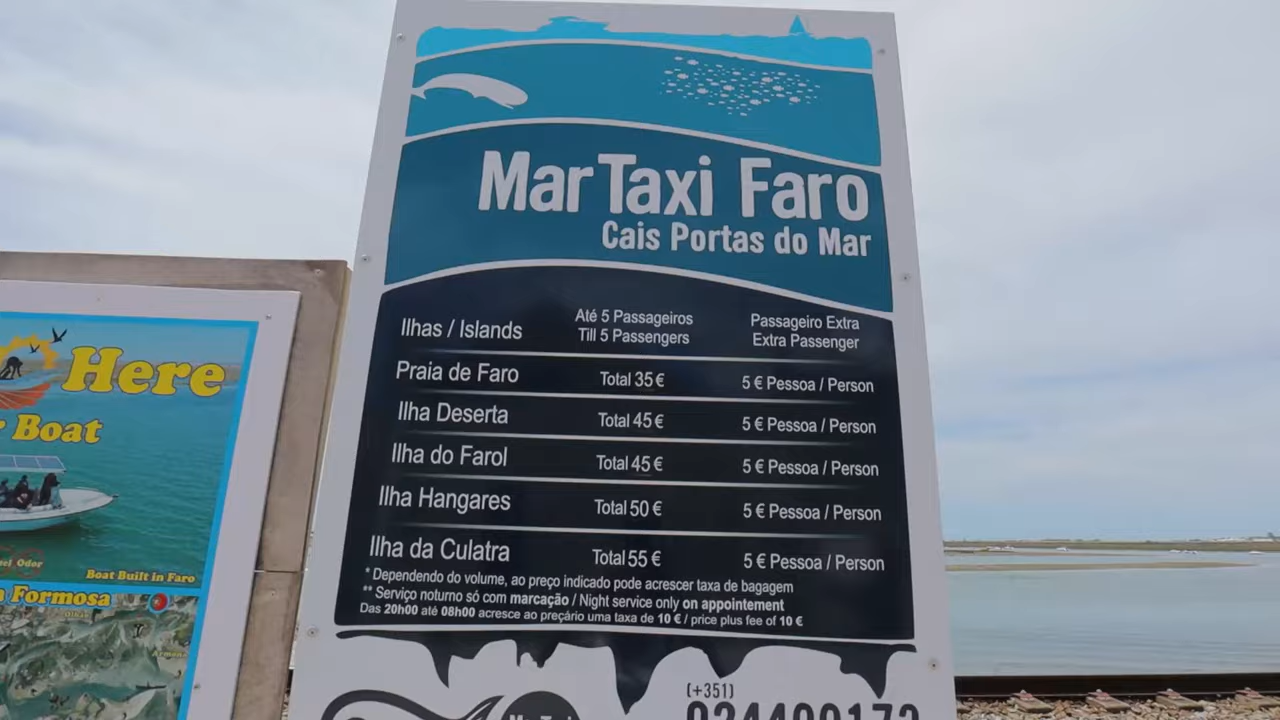 Mar Taxi Faro
Cais Portas do Mar
Ilhas / Islands
Até 5 Passageiros
Till 5 Passengers
Passageiro Extra
Extra Passenger
Praia de Faro Total 35 € 5 € Pessoa / Person
Ilha Deserta Total 45 € 5 € Pessoa / Person
Ilha do Farol Total 45 € 5 € Pessoa / Person
Ilha Hangares Total 50 € 5 € Pessoa / Person
Ilha da Culatra Total 55 € 5 € Pessoa / Person
* Dependendo do volume, ao preço indicado pode acrescer taxa de bagagem
** Serviço noturno só com marcação / Night service only on appointement
Das 20h00 até 08h00 acresce ao preçário uma taxa de 10 € / price plus fee of 10 €
(+351)
Here
Boat
Boat Built in Faro
Formosa